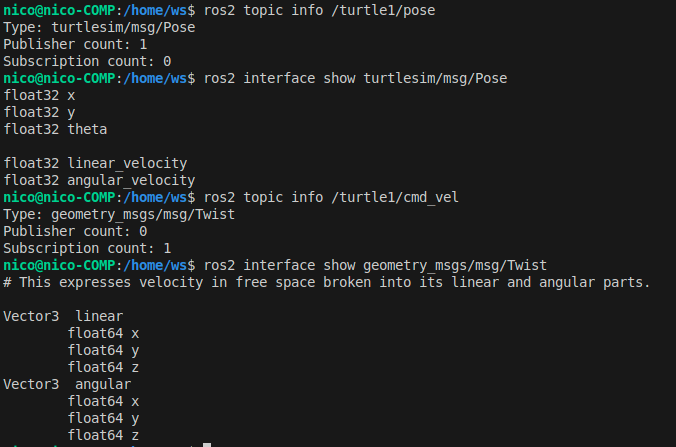 nico@nico-COMP:/home/ws$ ros2 topic info /turtle1/pose
Type: turtlesim/msg/Pose
Publisher count: 1
Subscription count: 0
nico@nico-COMP:/home/ws$ ros2 interface show turtlesim/msg/Pose
float32 x
float32 y
float32 theta

float32 linear_velocity
float32 angular_velocity
nico@nico-COMP:/home/ws$ ros2 topic info /turtle1/cmd_vel
Type: geometry_msgs/msg/Twist
Publisher count: 0
Subscription count: 1
nico@nico-COMP:/home/ws$ ros2 interface show geometry_msgs/msg/Twist
# This expresses velocity in free space broken into its linear and angular parts.

Vector3  linear
        float64 x
        float64 y
        float64 z
Vector3  angular
        float64 x
        float64 y
        float64 z